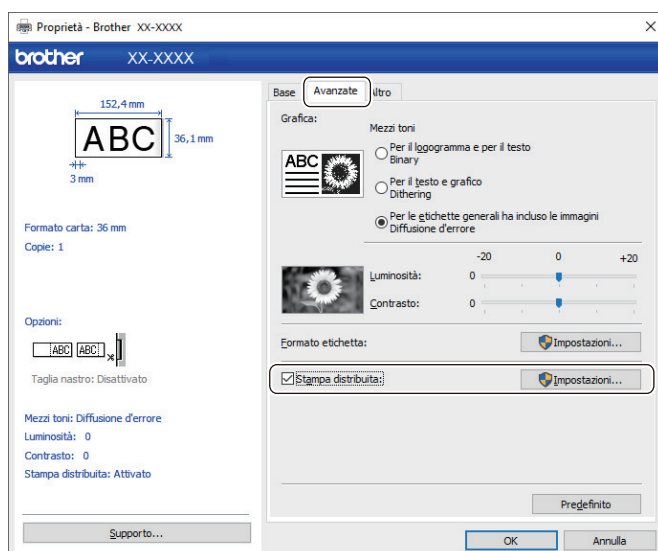 Proprietà - Brother XX-XXXX
brother XX-XXXX
152,4 mm
ABC
36,1 mm
3 mm
Formato carta: 36 mm
Copie: 1
Opzioni:
ABC ABC
Taglia nastro: Disattivato
Mezzi toni: Diffusione d'errore
Luminosità: 0
Contrasto: 0
Stampa distribuita: Attivato
Supporto...
Base Avanzate ltro
Grafica:
Mezzi toni
ABC
Per il logogramma e per il testo
Binary
Per il testo e grafico
Dithering
Per le etichette generali ha incluso le immagini
Diffusione d'errore
-20 0 +20
Luminosità: 0
Contrasto: 0
Formato etichetta: Impostazioni...
Stampa distribuita: Impostazioni...
Predefinito
OK Annulla